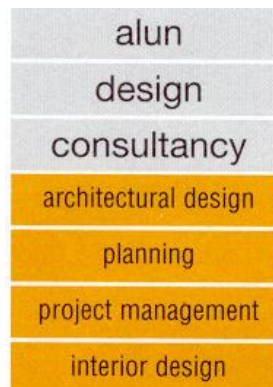 alun
design
consultancy
architectural design
planning
project management
interior design